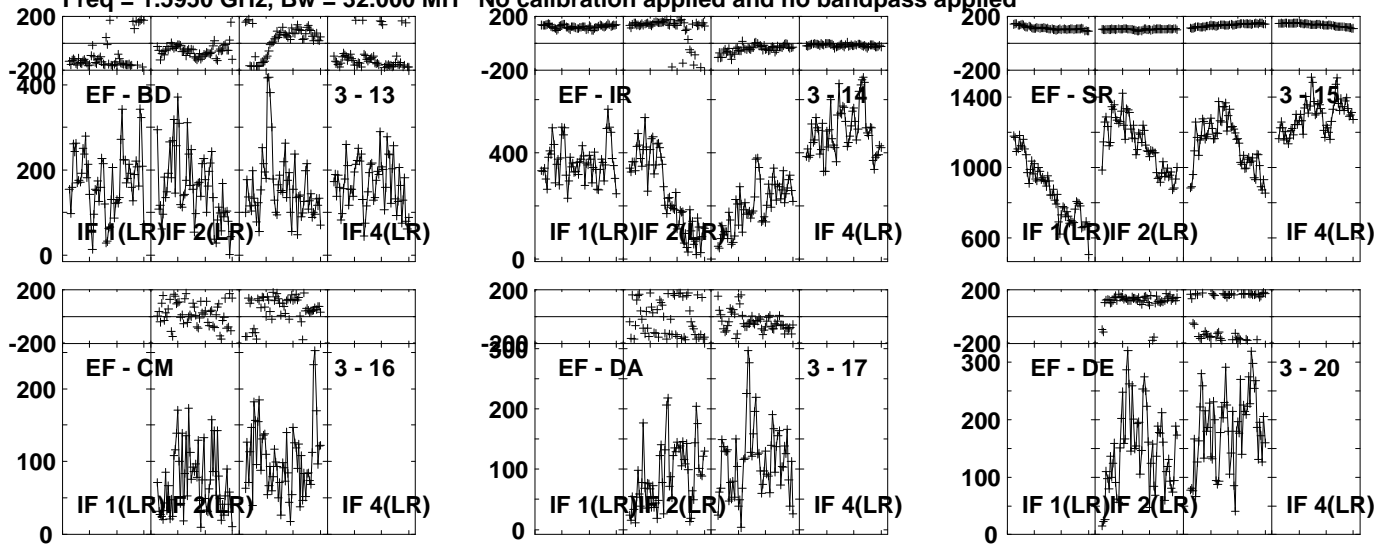 Freq = 1.5950 GHz, Bw = 32.000 MH No calibration applied and no bandpass applied
200
-200
400
200
0
EF - BD
3 - 13
IF 1(LR)
IF 2(LR)
IF 4(LR)
200
-200
400
0
EF - IR
3 - 14
IF 1(LR)
IF 2(LR)
IF 4(LR)
200
-200
1400
1000
600
EF - SR
3 - 15
IF 1(LR)
IF 2(LR)
IF 4(LR)
200
-200
200
100
0
EF - CM
3 - 16
IF 1(LR)
IF 2(LR)
IF 4(LR)
200
-200
300
200
100
0
EF - DA
3 - 17
IF 1(LR)
IF 2(LR)
IF 4(LR)
200
-200
300
200
100
0
EF - DE
3 - 20
IF 1(LR)
IF 2(LR)
IF 4(LR)